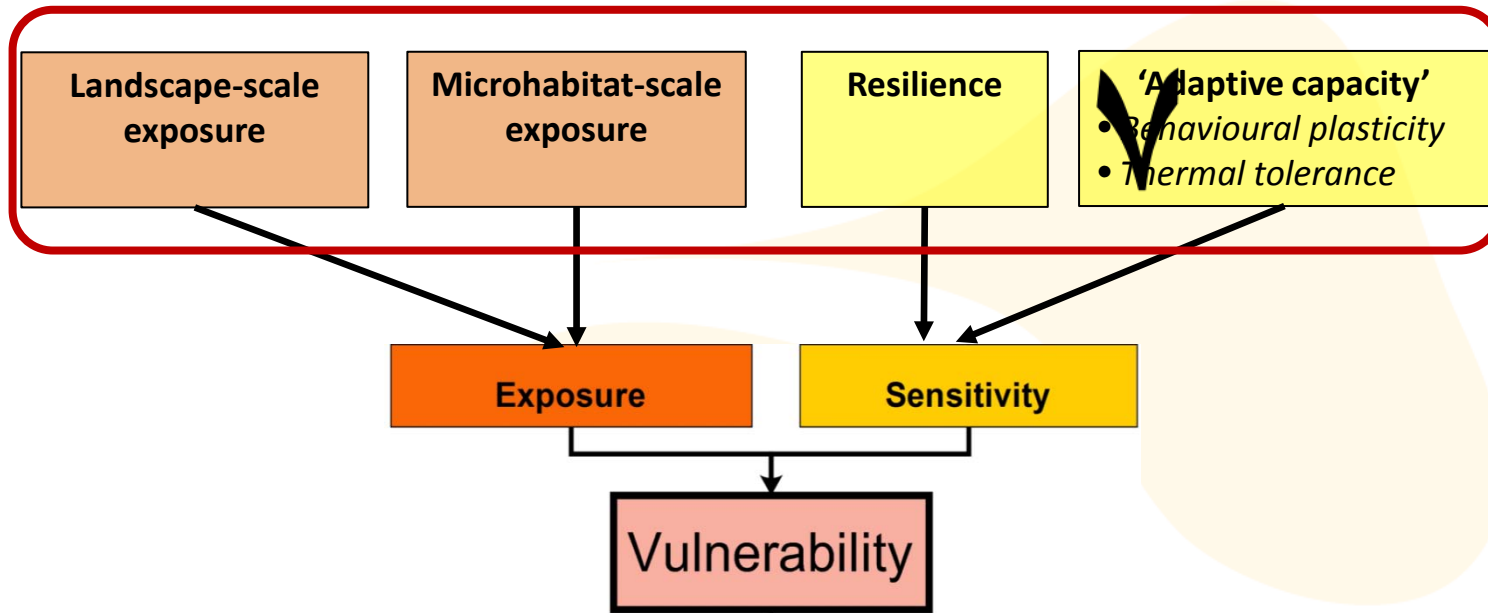 Landscape-scale
exposure
Microhabitat-scale
exposure
Resilience
‘Adaptive capacity’
• Behavioural plasticity
• Thermal tolerance
Exposure
Sensitivity
Vulnerability